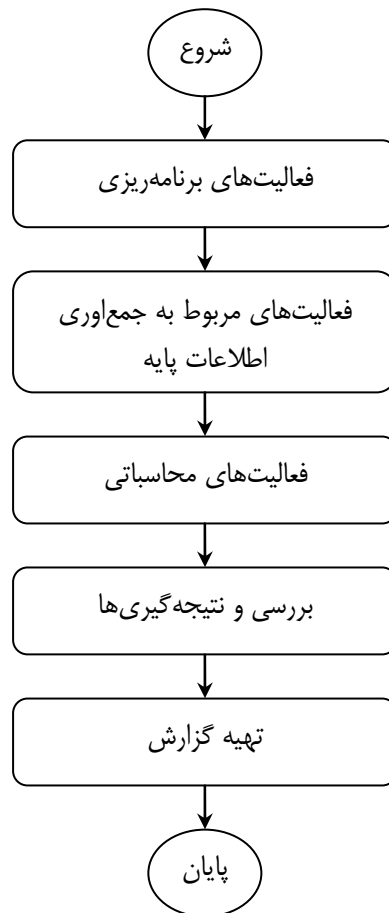 شروع
فعالیت‌های برنامه‌ریزی
فعالیت‌های مربوط به جمع‌اوری
اطلاعات پایه
فعالیت‌های محاسباتی
بررسی و نتیجه‌گیری‌ها
تهیه گزارش
پایان